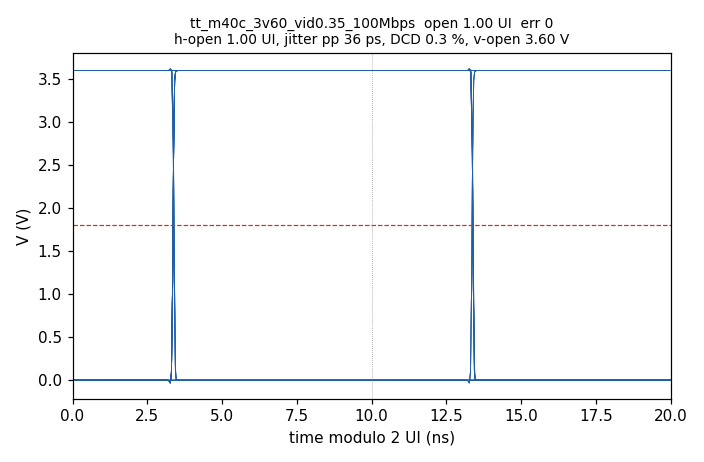 tt_m40c_3v60_vid0.35_100Mbps  open 1.00 UI  err 0
h-open 1.00 UI, jitter pp 36 ps, DCD 0.3 %, v-open 3.60 V
V (V)
3.5
3.0
2.5
2.0
1.5
1.0
0.5
0.0
0.0 2.5 5.0 7.5 10.0 12.5 15.0 17.5 20.0
time modulo 2 UI (ns)